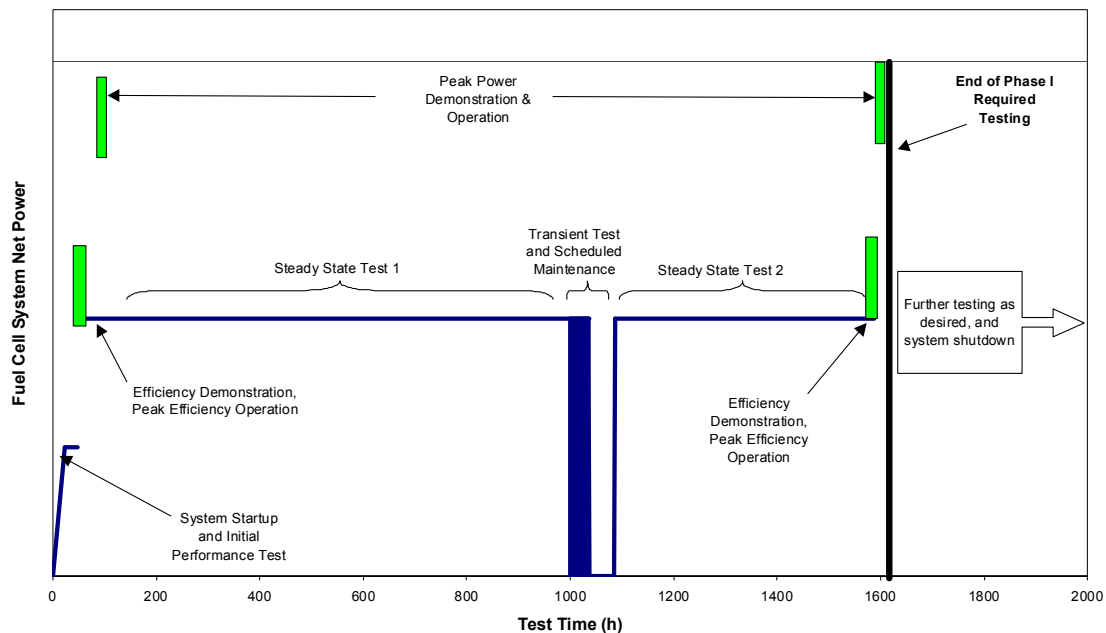 Peak Power
Demonstration &
Operation
End of Phase I
Required
Testing
Fuel Cell System Net Power
Transient Test
and Scheduled
Maintenance
Steady State Test 1
Steady State Test 2
Further testing as
desired, and
system shutdown
Efficiency Demonstration,
Peak Efficiency Operation
Efficiency
Demonstration,
Peak Efficiency
Operation
System Startup
and Initial
Performance Test
0 200 400 600 800 1000 1200 1400 1600 1800 2000
Test Time (h)